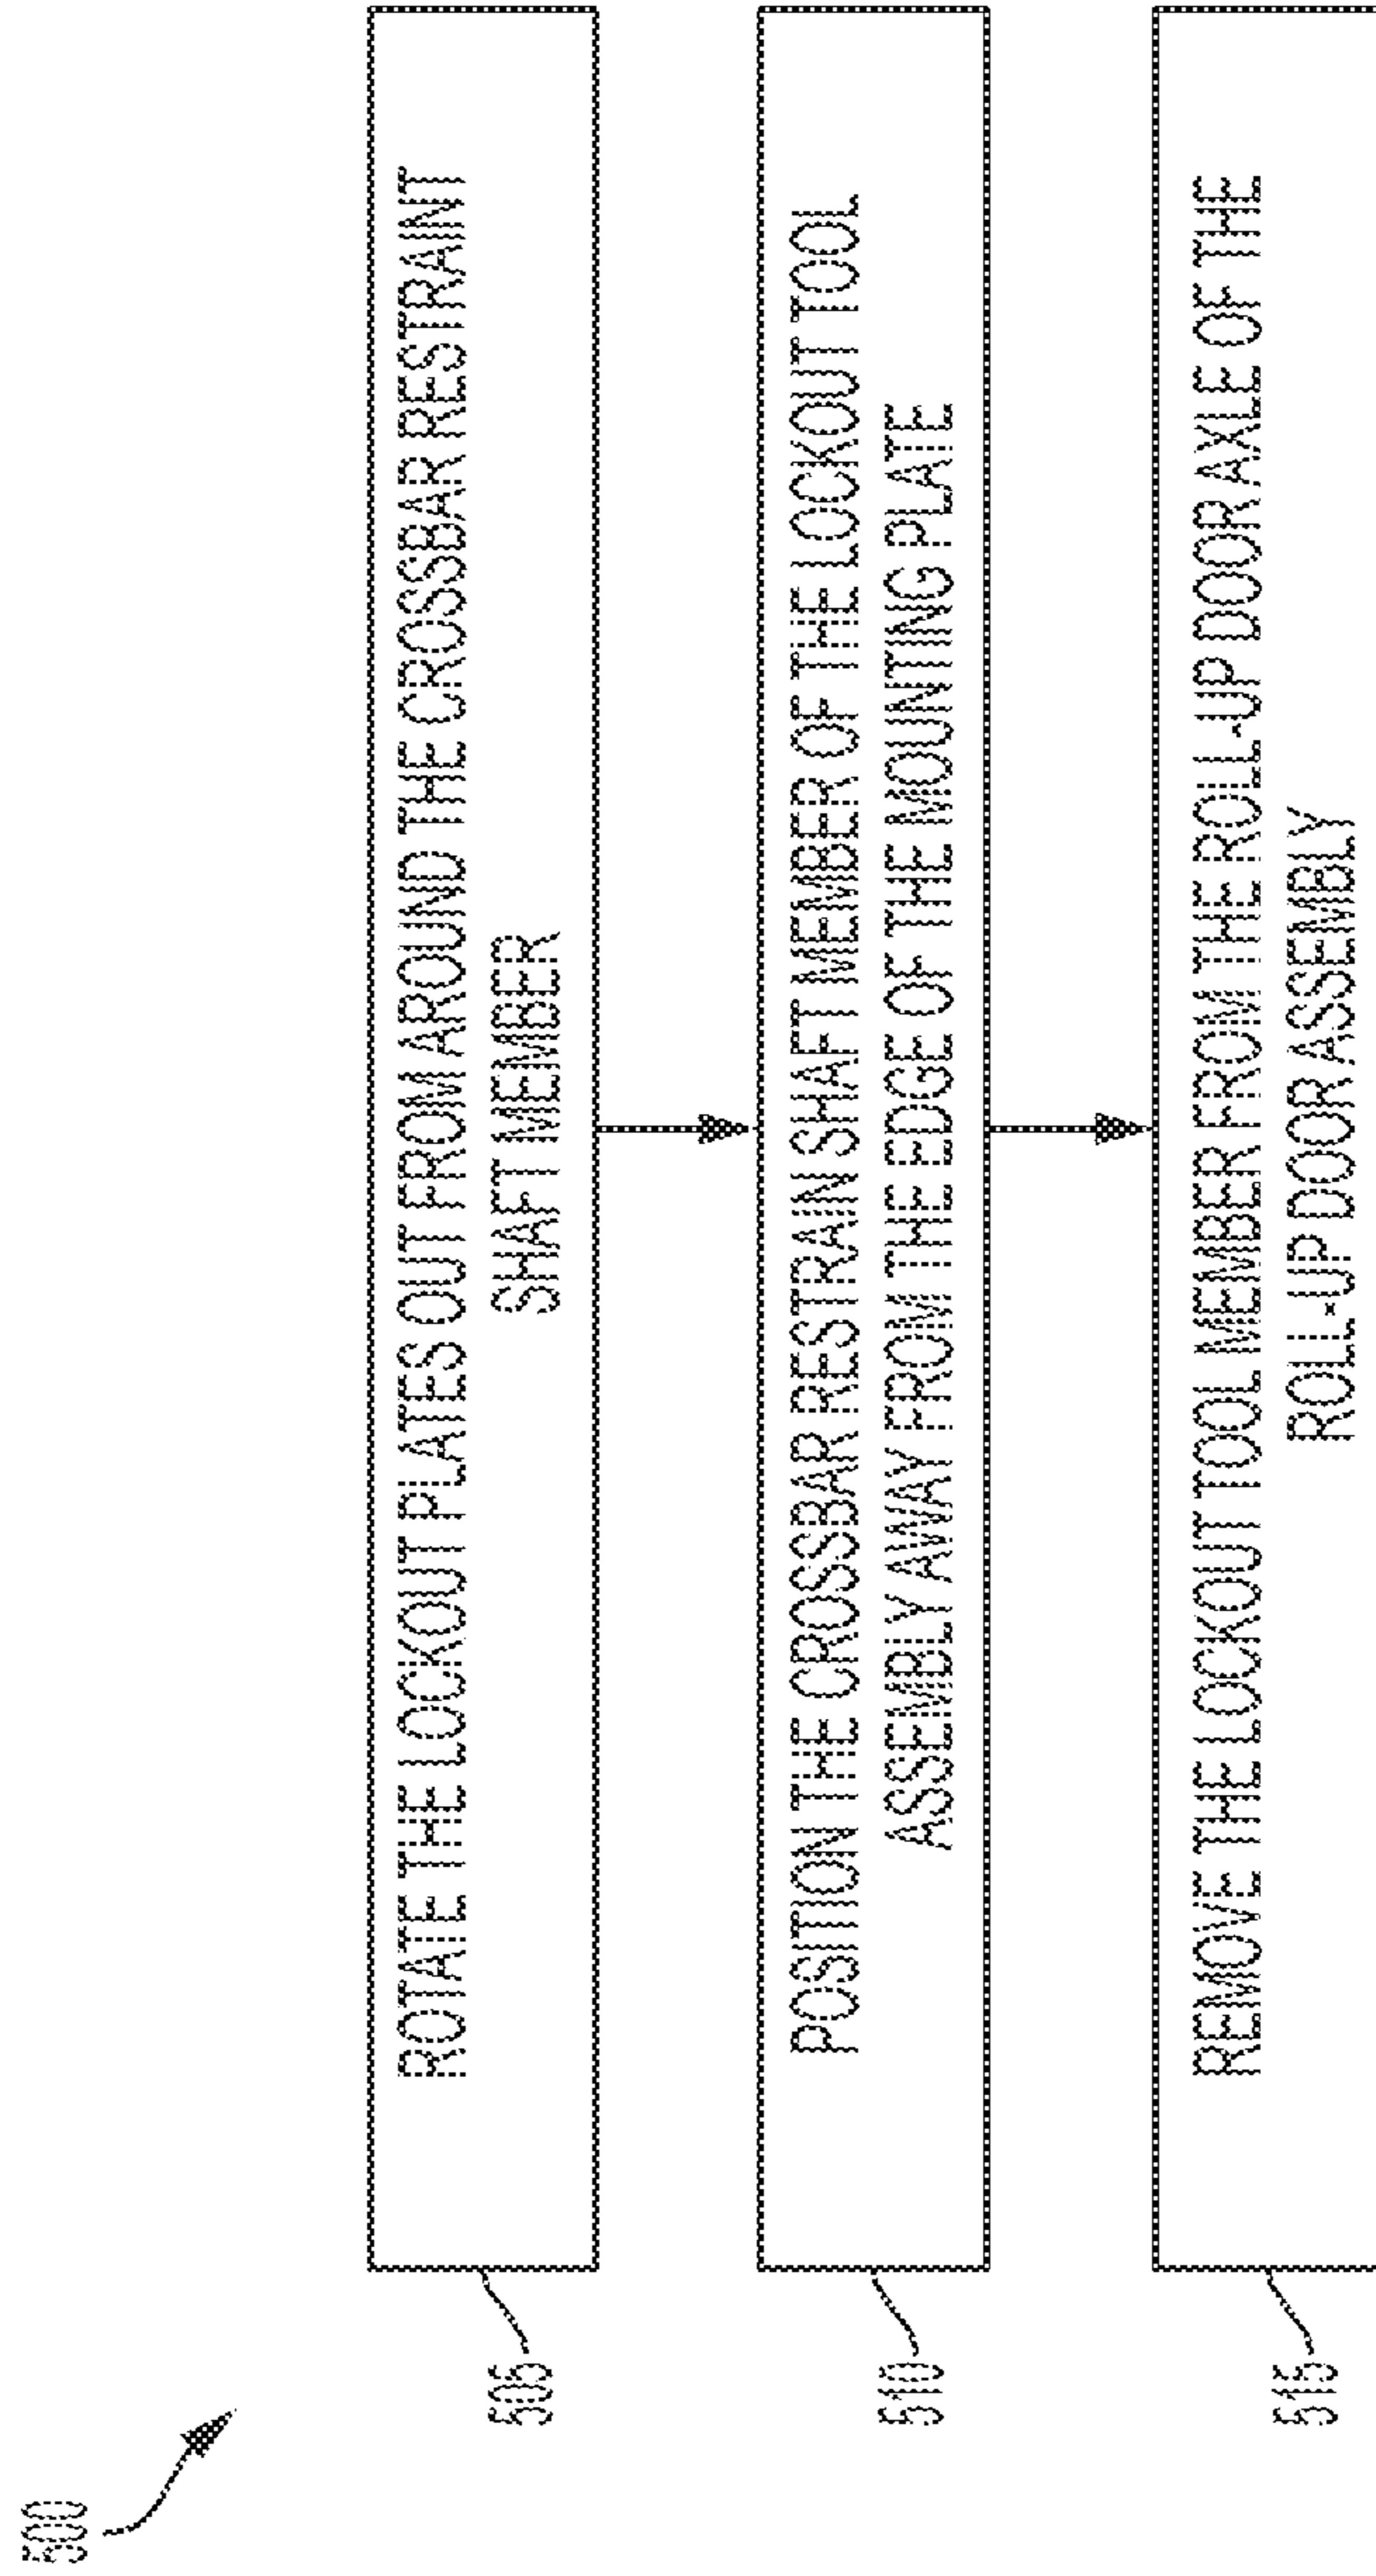 500
505
ROTATE THE LOCKOUT PLATES OUT FROM AROUND THE CROSSBAR RESTRAINT
SHAFT MEMBER
510
POSITION THE CROSSBAR RESTRAIN SHAFT MEMBER OF THE LOCKOUT TOOL
ASSEMBLY AWAY FROM THE EDGE OF THE MOUNTING PLATE
515
REMOVE THE LOCKOUT TOOL MEMBER FROM THE ROLL-UP DOOR AXLE OF THE
ROLL-UP DOOR ASSEMBLY